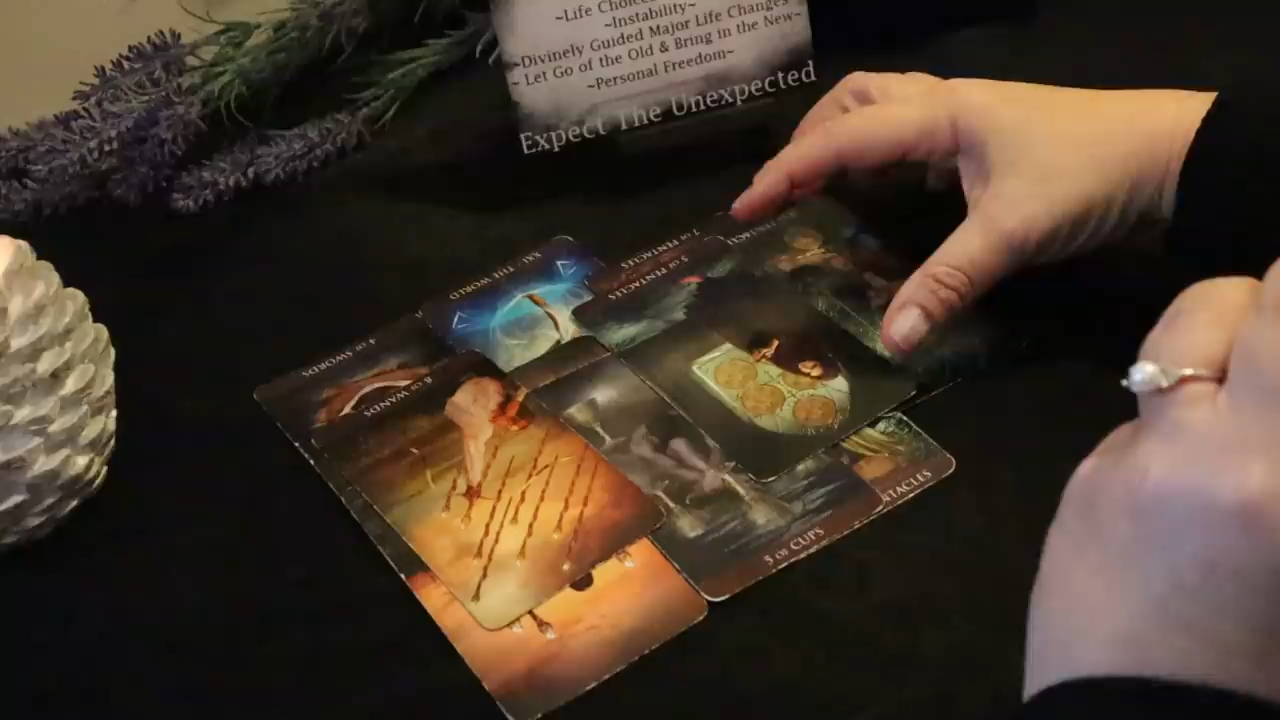 ~Life Choices
~Instability~
~Divinely Guided Major Life Changes~
~ Let Go of the Old & Bring in the New~
~Personal Freedom~
Expect The Unexpected
7 OF PENTACLES
5 OF PENTACLES
XXI · THE WORLD
4 OF SWORDS
8 OF WANDS
5 OF CUPS